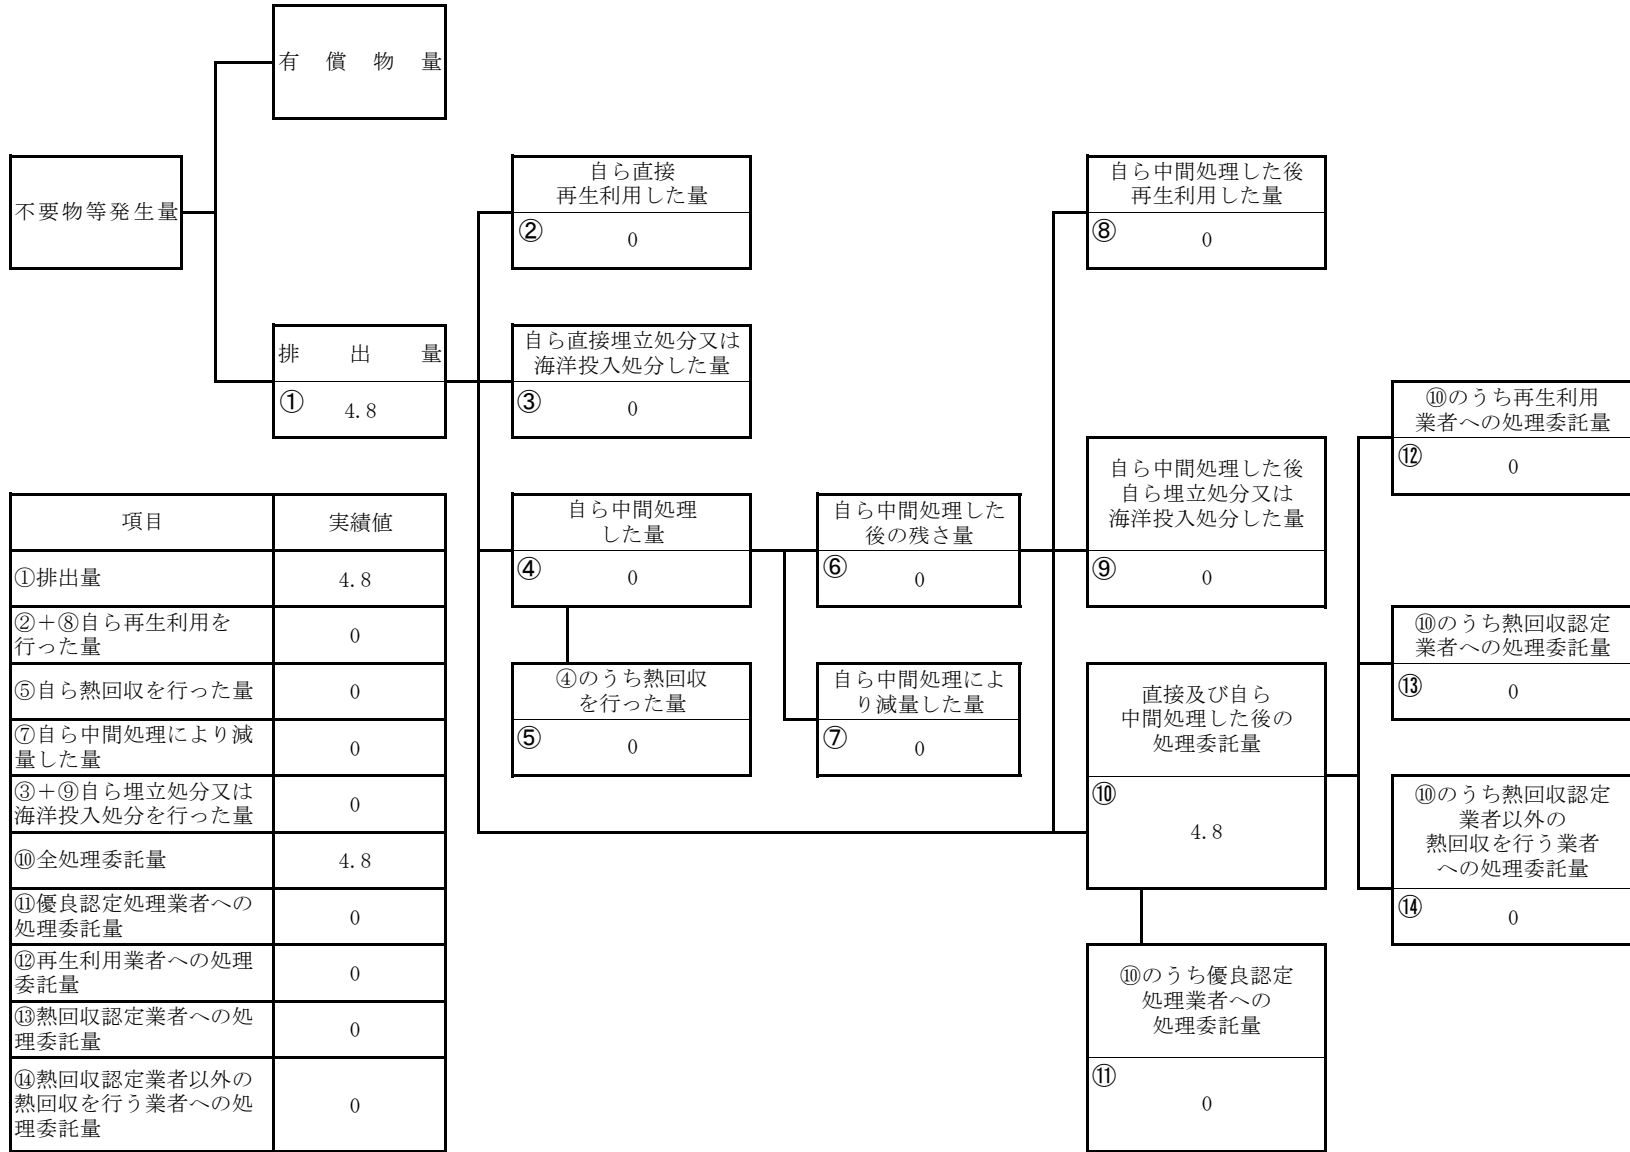 有償物量
不要物等発生量
自ら直接
再生利用した量
②
0
自ら中間処理した後
再生利用した量
⑧
0
排出量
①
4.8
自ら直接埋立処分又は
海洋投入処分した量
③
0
⑩のうち再生利用
業者への処理委託量
⑫
0
自ら中間処理
した量
④
0
自ら中間処理した
後の残さ量
⑥
0
自ら中間処理した後
自ら埋立処分又は
海洋投入処分した量
⑨
0
⑩のうち熱回収認定
業者への処理委託量
⑬
0
④のうち熱回収
を行った量
⑤
0
自ら中間処理によ
り減量した量
⑦
0
直接及び自ら
中間処理した後の
処理委託量
⑩
4.8
⑩のうち熱回収認定
業者以外の
熱回収を行う業者
への処理委託量
⑭
0
⑩のうち優良認定
処理業者への
処理委託量
⑪
0
項目 実績値
①排出量 4.8
②+⑧自ら再生利用を
行った量 0
⑤自ら熱回収を行った量 0
⑦自ら中間処理により減
量した量 0
③+⑨自ら埋立処分又は
海洋投入処分を行った量 0
⑩全処理委託量 4.8
⑪優良認定処理業者への
処理委託量 0
⑫再生利用業者への処理
委託量 0
⑬熱回収認定業者への処
理委託量 0
⑭熱回収認定業者以外の
熱回収を行う業者への処
理委託量 0